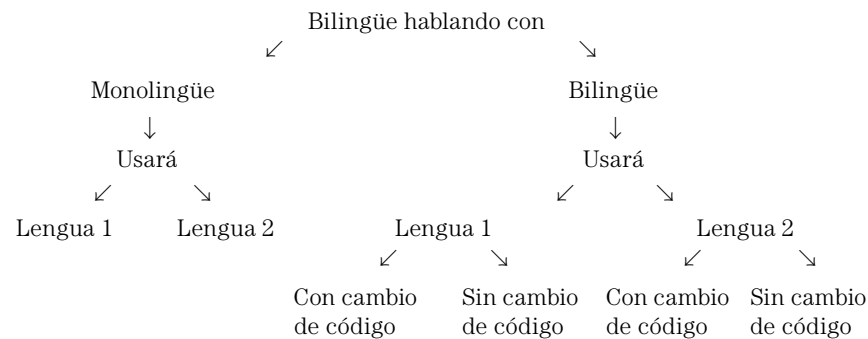 Bilingüe hablando con
Monolingüe Bilingüe
Usará Usará
Lengua 1 Lengua 2 Lengua 1 Lengua 2
Con cambio Sin cambio Con cambio Sin cambio
de código de código de código de código